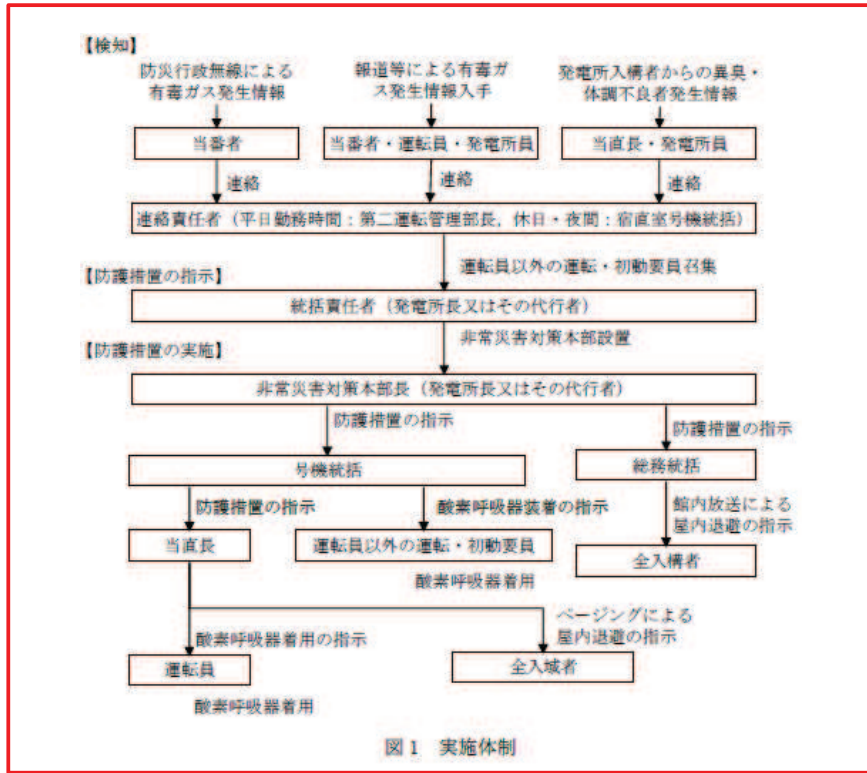 【検知】
防災行政無線による
有毒ガス発生情報
報道等による有毒ガ
ス発生情報入手
発電所入構者からの異臭・
体調不良者発生情報
当番者
当番者・運転員・発電所員
当直長・発電所員
連絡
連絡
連絡
連絡責任者（平日勤務時間：第二運転管理部長，休日・夜間：宿直室号機統括）
運転員以外の運転・初動要員召集
【防護措置の指示】
統括責任者（発電所長又はその代行者）
非常災害対策本部設置
【防護措置の実施】
非常災害対策本部長（発電所長又はその代行者）
防護措置の指示
防護措置の指示
号機統括
総務統括
防護措置の指示
酸素呼吸器装着の指示
館内放送による
屋内退避の指示
当直長
運転員以外の運転・初動要員
全入構者
酸素呼吸器着用
ページングによる
屋内退避の指示
酸素呼吸器着用の指示
運転員
全入域者
酸素呼吸器着用
図1 実施体制